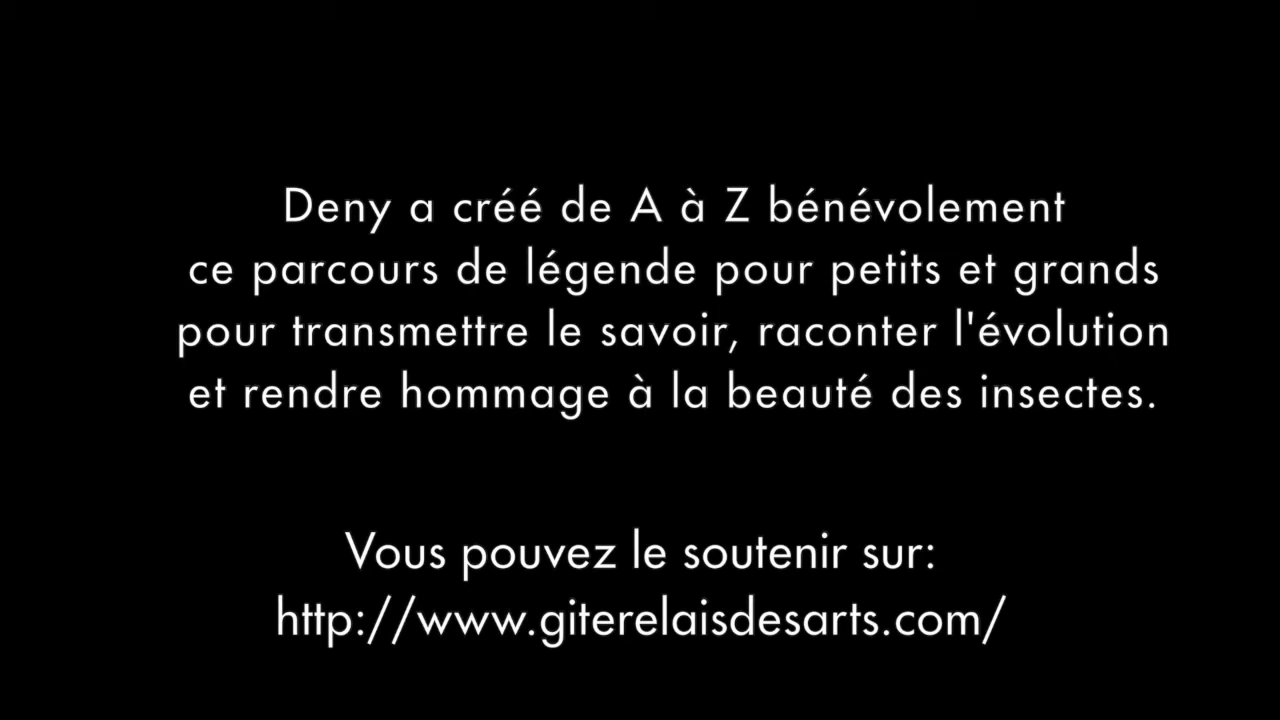 Deny a créé de A à Z bénévolement
ce parcours de légende pour petits et grands
pour transmettre le savoir, raconter l'évolution
et rendre hommage à la beauté des insectes.
Vous pouvez le soutenir sur:
http://www.giterelaisdesarts.com/